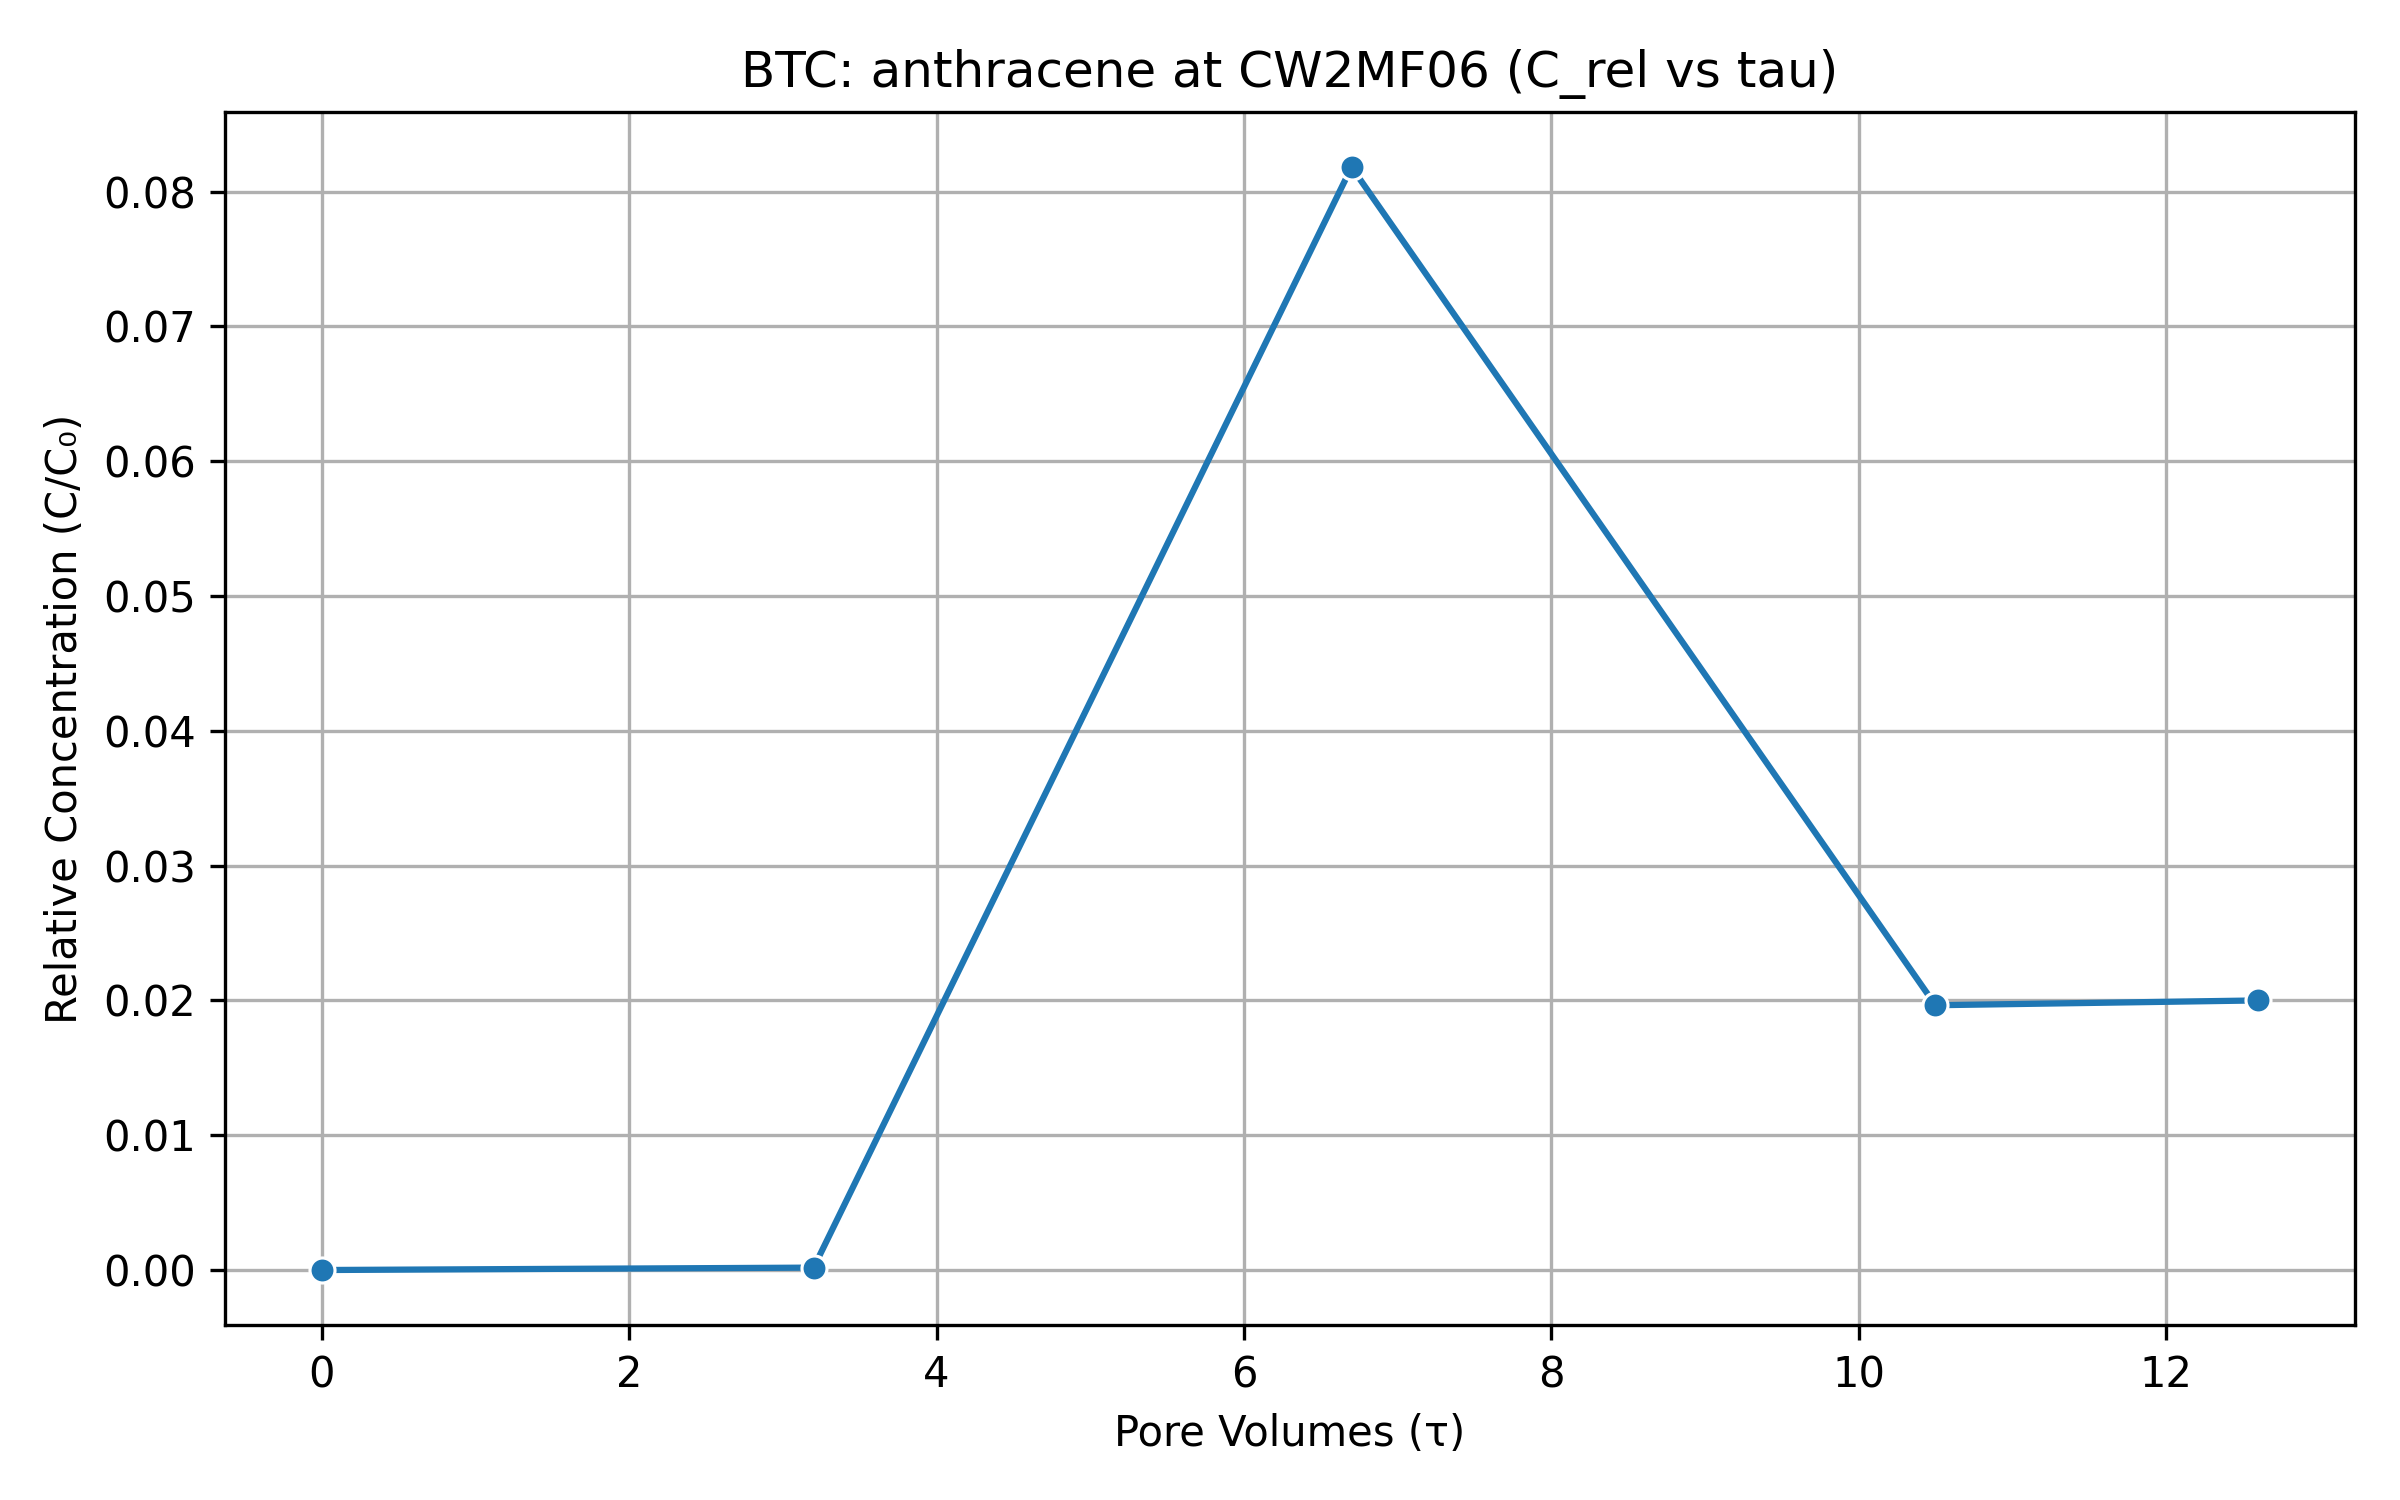 BTC: anthracene at CW2MF06 (C_rel vs tau)
Relative Concentration (C/C₀)
0.08
0.07
0.06
0.05
0.04
0.03
0.02
0.01
0.00
0 2 4 6 8 10 12
Pore Volumes (τ)